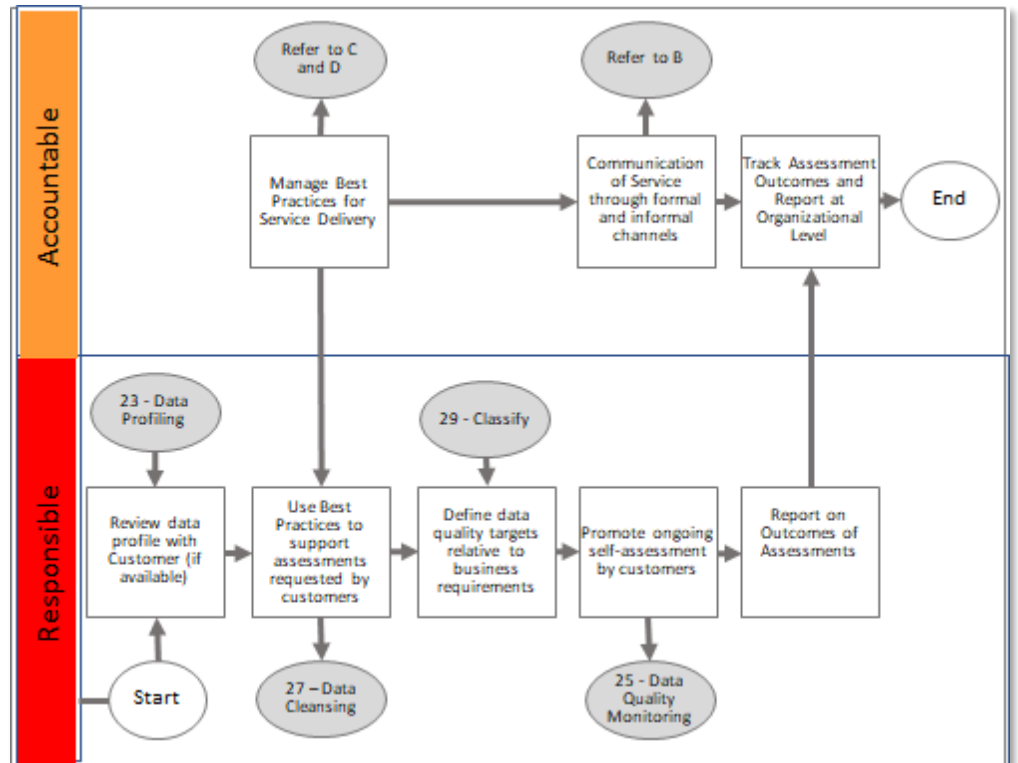 Accountable
Refer to C
and D
Refer to B
Manage Best
Practices for
Service Delivery
Communication
of Service
through formal
and informal
channels
Track Assessment
Outcomes and
Report at
Organizational
Level
End
Responsible
23 - Data
Profiling
29 - Classify
Review data
profile with
Customer (if
available)
Use Best
Practices to
support
assessments
requested by
customers
Define data
quality targets
relative to
business
requirements
Promote ongoing
self-assessment
by customers
Report on
Outcomes of
Assessments
Start
27 – Data
Cleansing
25 - Data
Quality
Monitoring